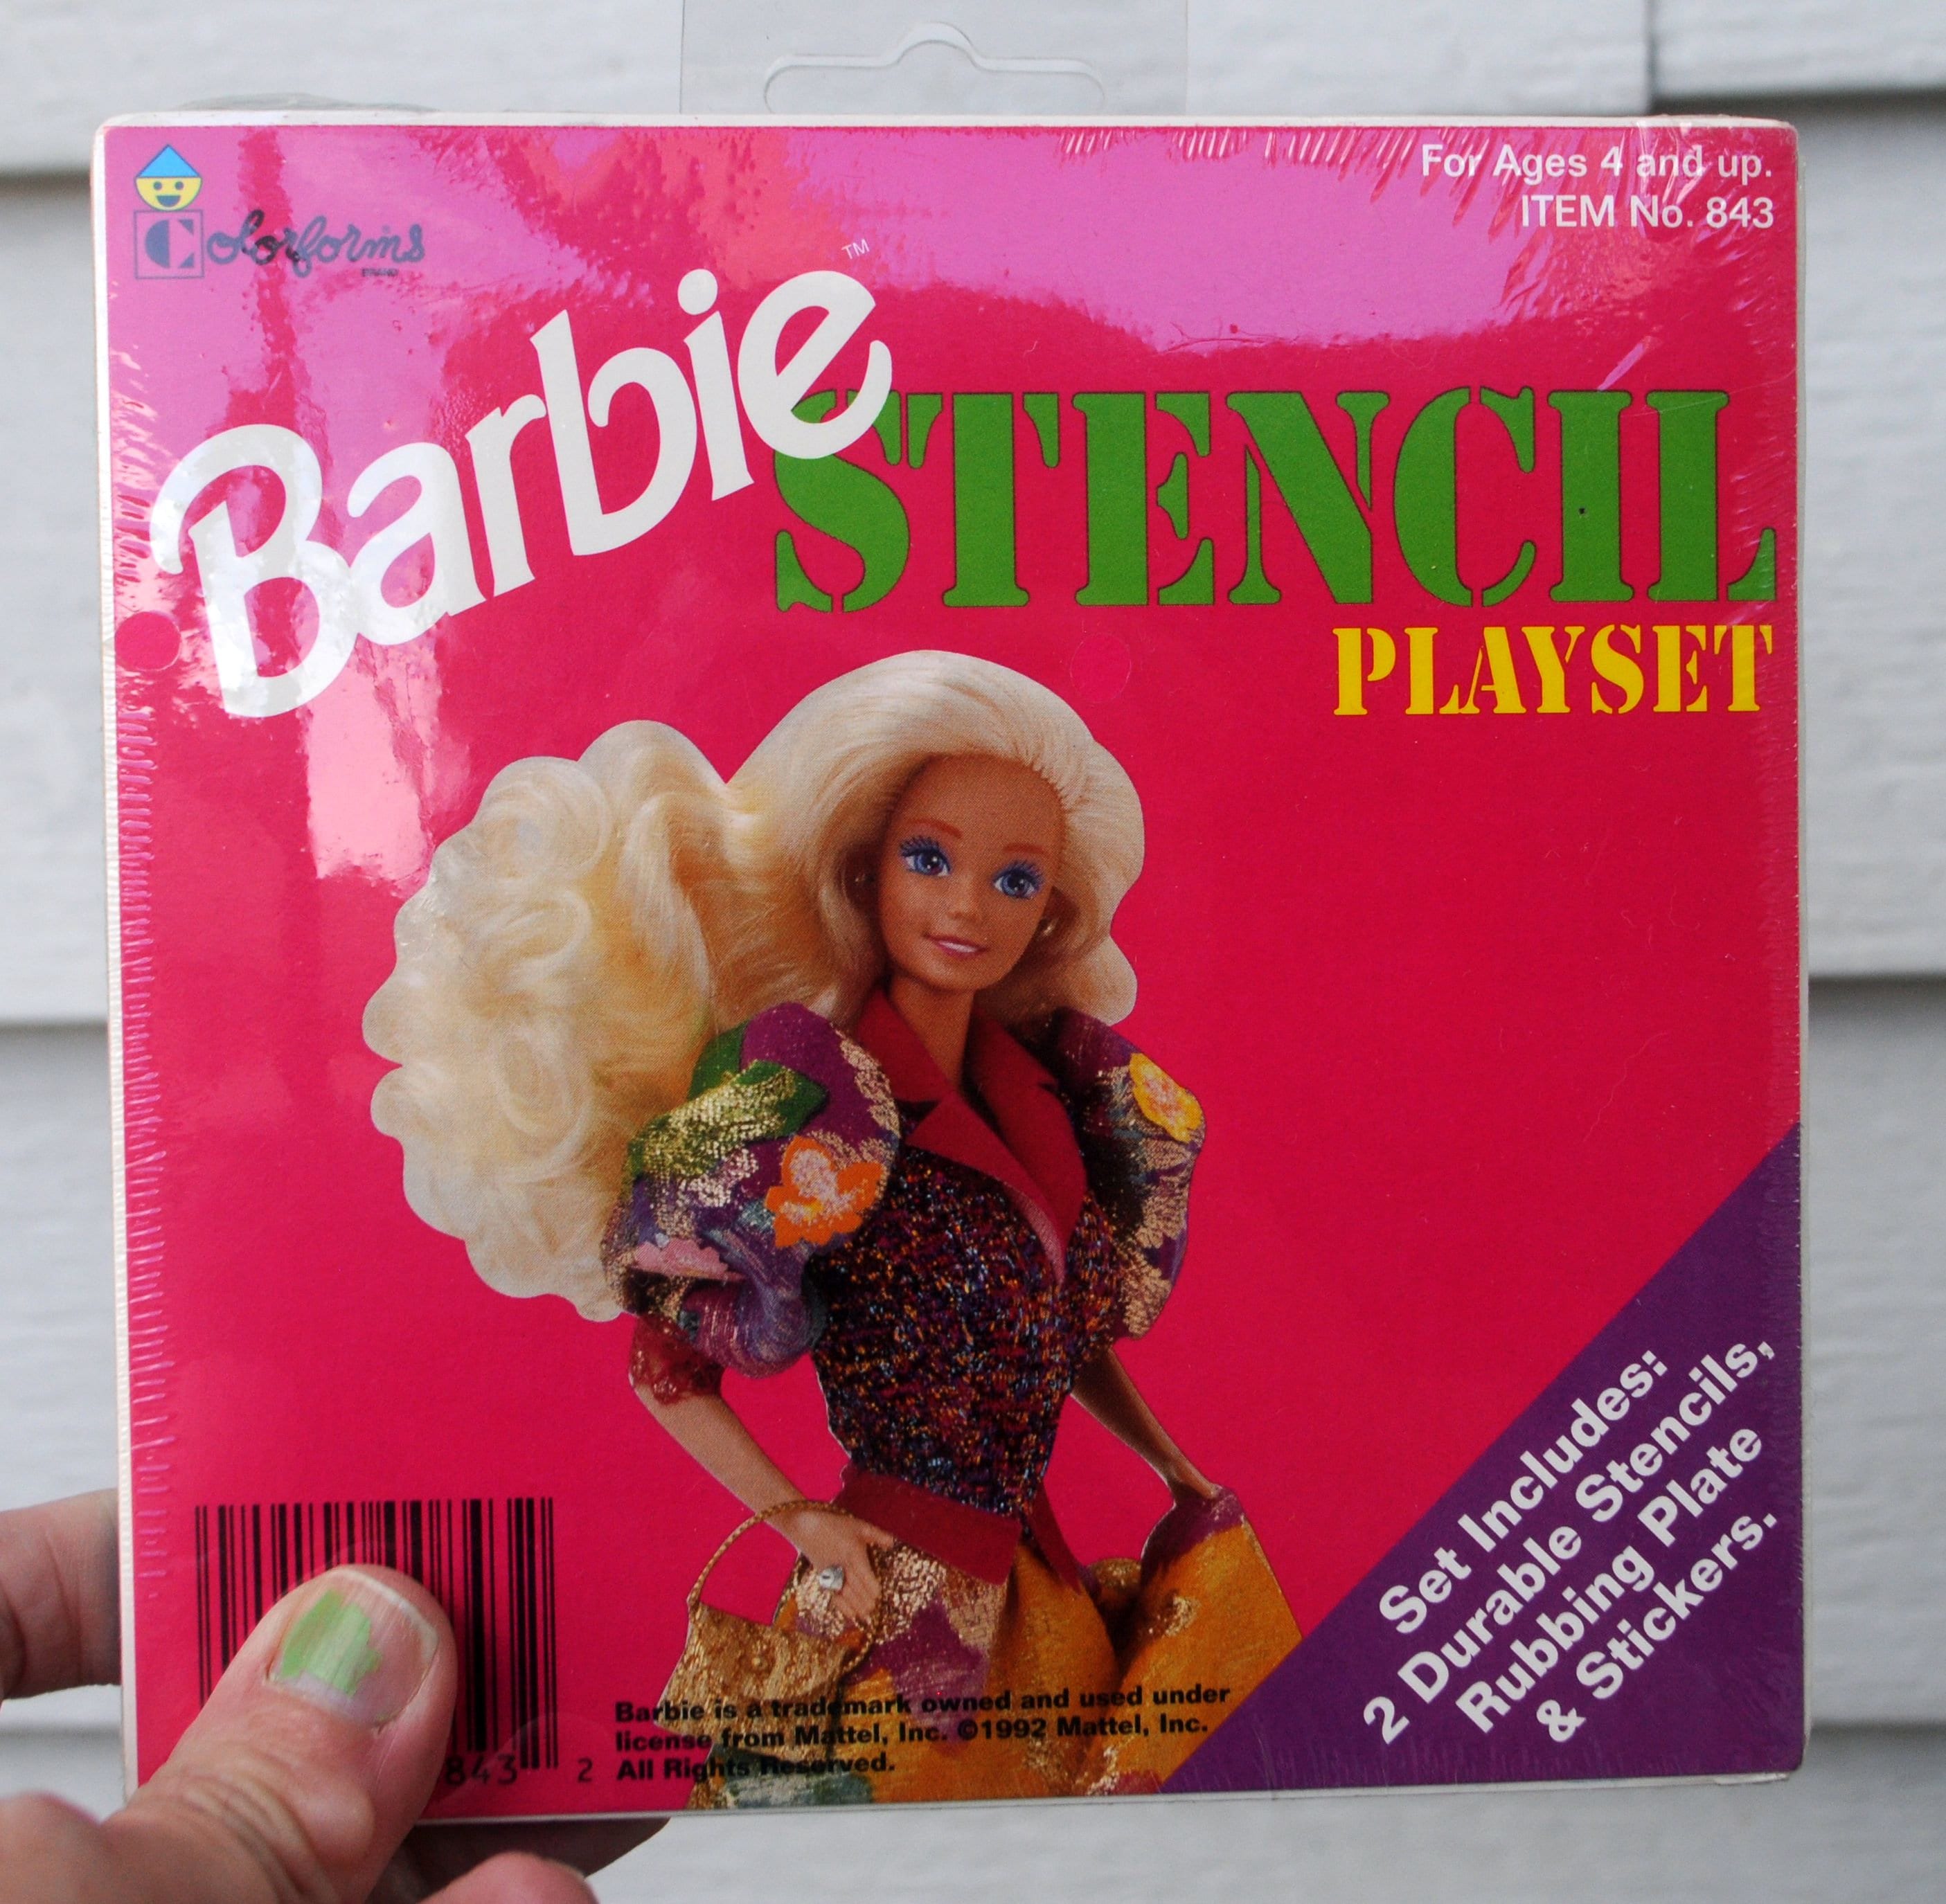 Colorforms
BRAND
For Ages 4 and up.
ITEM No. 843
Barbie™
STENCIL
PLAYSET
Set Includes:
2 Durable Stencils,
Rubbing Plate
& Stickers.
843 2
Barbie is a trademark owned and used under
license from Mattel, Inc. ©1992 Mattel, Inc.
All Rights Reserved.